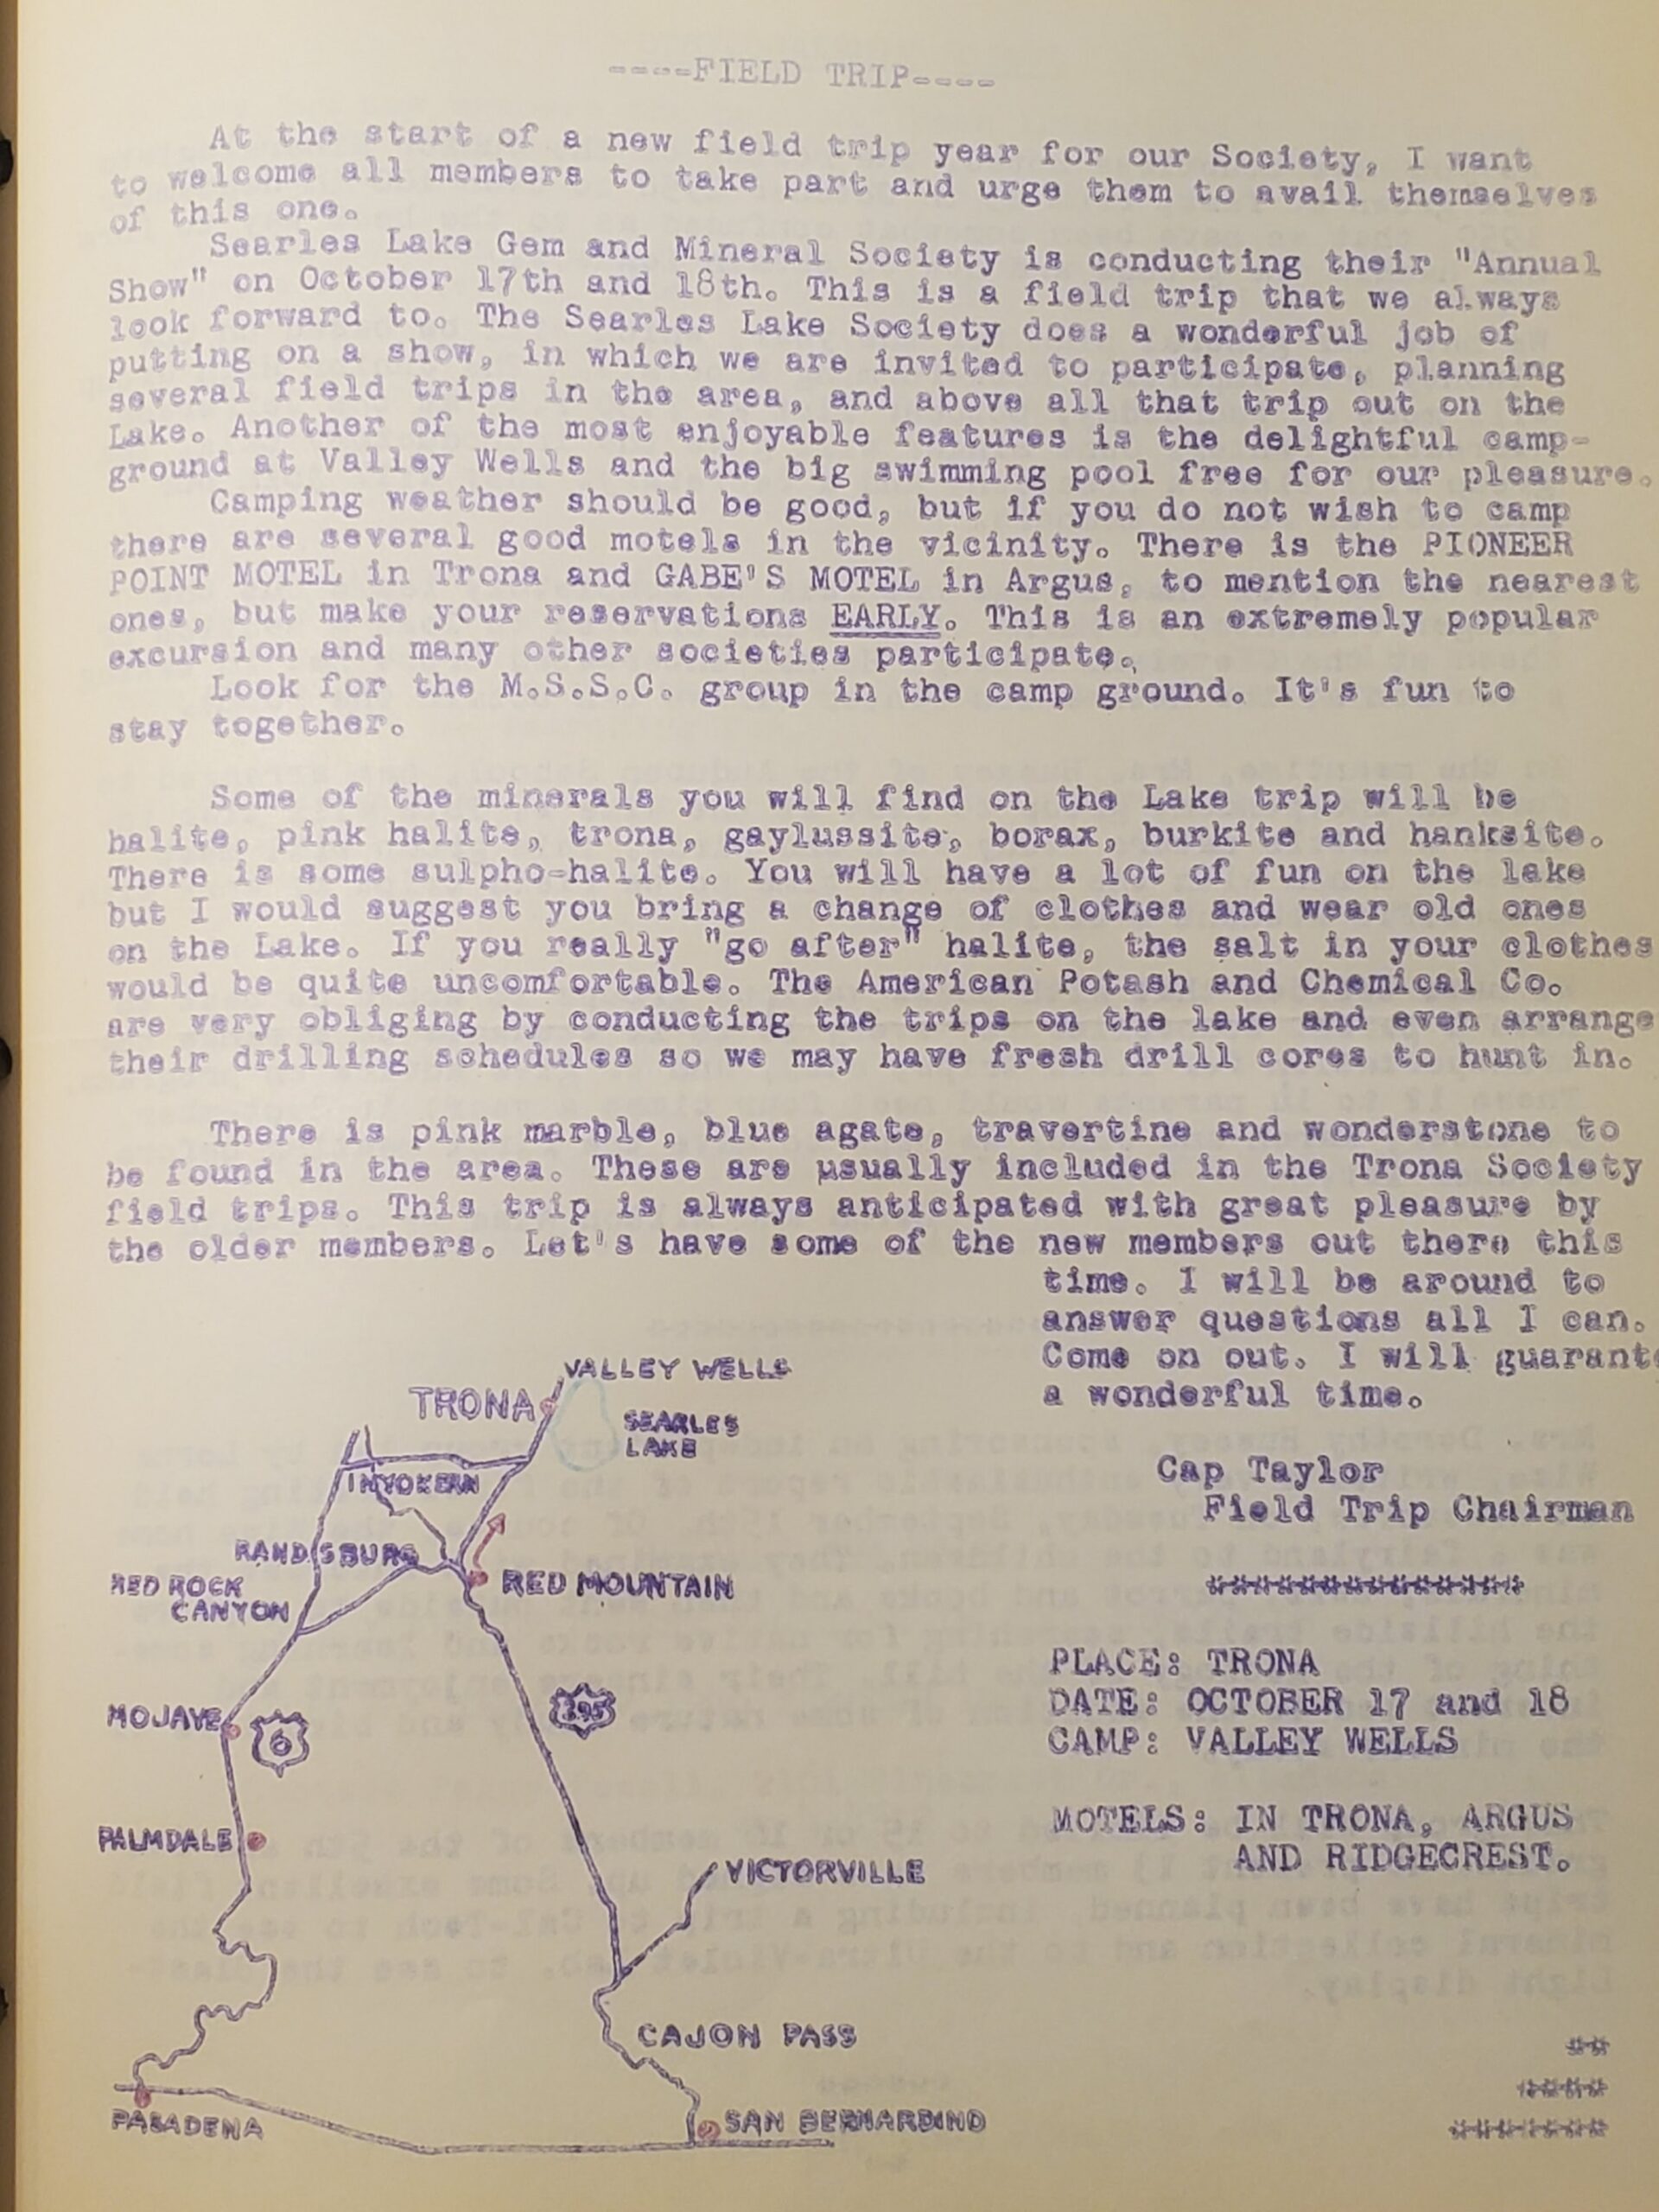 ----FIELD TRIP----
At the start of a new field trip year for our Society, I want
to welcome all members to take part and urge them to avail themselves
of this one.
Searles Lake Gem and Mineral Society is conducting their "Annual
Show" on October 17th and 18th. This is a field trip that we always
look forward to. The Searles Lake Society does a wonderful job of
putting on a show, in which we are invited to participate, planning
several field trips in the area, and above all that trip out on the
Lake. Another of the most enjoyable features is the delightful camp-
ground at Valley Wells and the big swimming pool free for our pleasure.
Camping weather should be good, but if you do not wish to camp
there are several good motels in the vicinity. There is the PIONEER
POINT MOTEL in Trona and GABE'S MOTEL in Argus, to mention the nearest
ones, but make your reservations EARLY. This is an extremely popular
excursion and many other societies participate.
Look for the M.S.S.C. group in the camp ground. It's fun to
stay together.
Some of the minerals you will find on the Lake trip will be
halite, pink halite, trona, gaylussite, borax, burkite and hanksite.
There is some sulpho-halite. You will have a lot of fun on the lake
but I would suggest you bring a change of clothes and wear old ones
on the Lake. If you really "go after" halite, the salt in your clothes
would be quite uncomfortable. The American Potash and Chemical Co.
are very obliging by conducting the trips on the lake and even arrange
their drilling schedules so we may have fresh drill cores to hunt in.
There is pink marble, blue agate, travertine and wonderstone to
be found in the area. These are usually included in the Trona Society
field trips. This trip is always anticipated with great pleasure by
the older members. Let's have some of the new members out there this
time. I will be around to
answer questions all I can.
Come on out. I will guarante
a wonderful time.
Cap Taylor
Field Trip Chairman
PLACE: TRONA
DATE: OCTOBER 17 and 18
CAMP: VALLEY WELLS
MOTELS: IN TRONA, ARGUS
AND RIDGECREST.
VALLEY WELLS
TRONA
SEARLES
LAKE
INYOKERN
RANDSBURG
RED ROCK
CANYON
RED MOUNTAIN
MOJAVE
6
395
PALMDALE
VICTORVILLE
CAJON PASS
PASADENA
SAN BERNARDINO